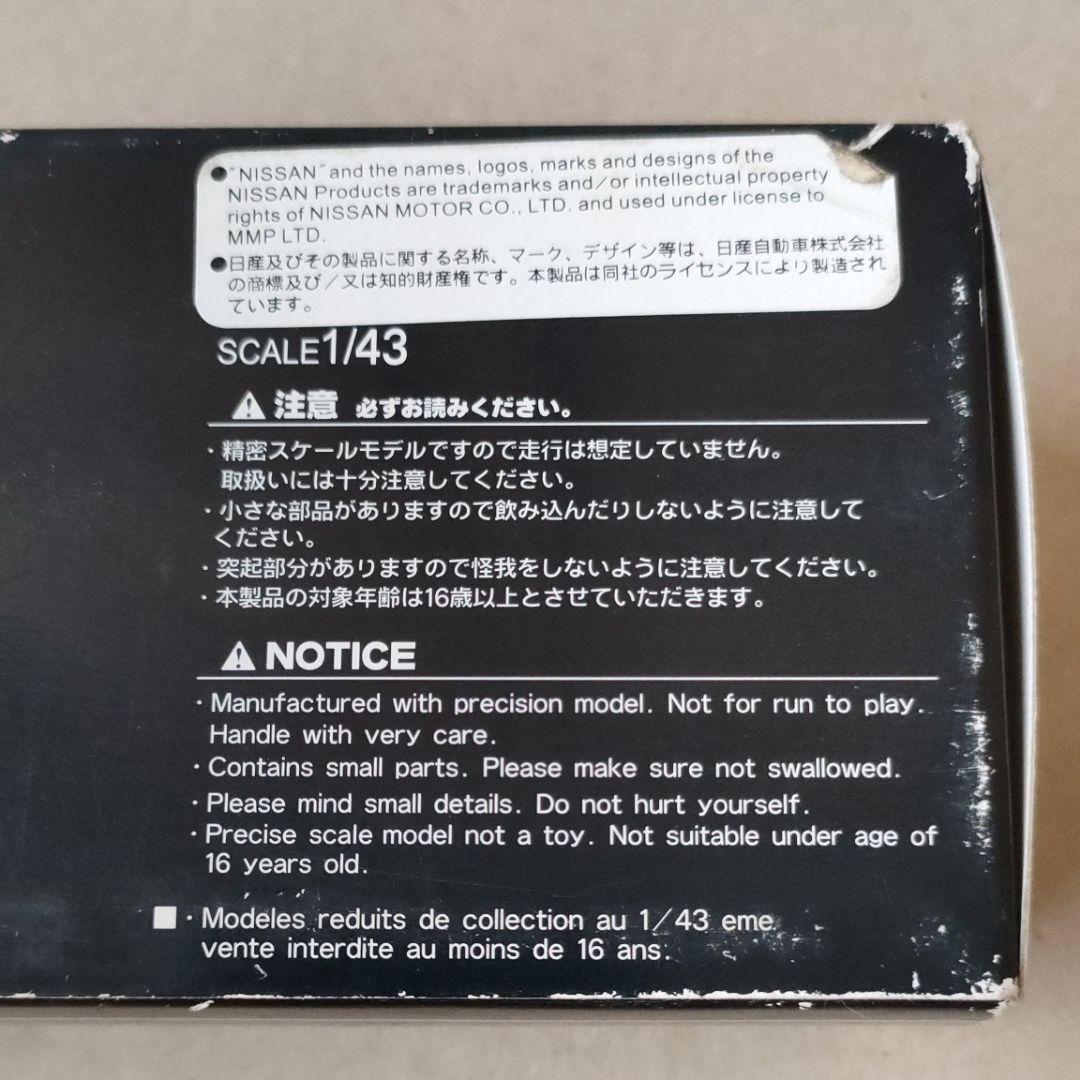 ●"NISSAN" and the names, logos, marks and designs of the
NISSAN Products are trademarks and/or intellectual property
rights of NISSAN MOTOR CO., LTD. and used under license to
MMP LTD.
●日産及びその製品に関する名称、マーク、デザイン等は、日産自動車株式会社
の商標及び/又は知的財産権です。本製品は同社のライセンスにより製造され
ています。
SCALE1/43
注意 必ずお読みください。
・精密スケールモデルですので走行は想定していません。
取扱いには十分注意してください。
・小さな部品がありますので飲み込んだりしないように注意して
ください。
・突起部分がありますので怪我をしないように注意してください。
・本製品の対象年齢は16歳以上とさせていただきます。
NOTICE
・Manufactured with precision model. Not for run to play.
Handle with very care.
・Contains small parts. Please make sure not swallowed.
・Please mind small details. Do not hurt yourself.
・Precise scale model not a toy. Not suitable under age of
16 years old.
■・Modeles reduits de collection au 1/43 eme
vente interdite au moins de 16 ans.